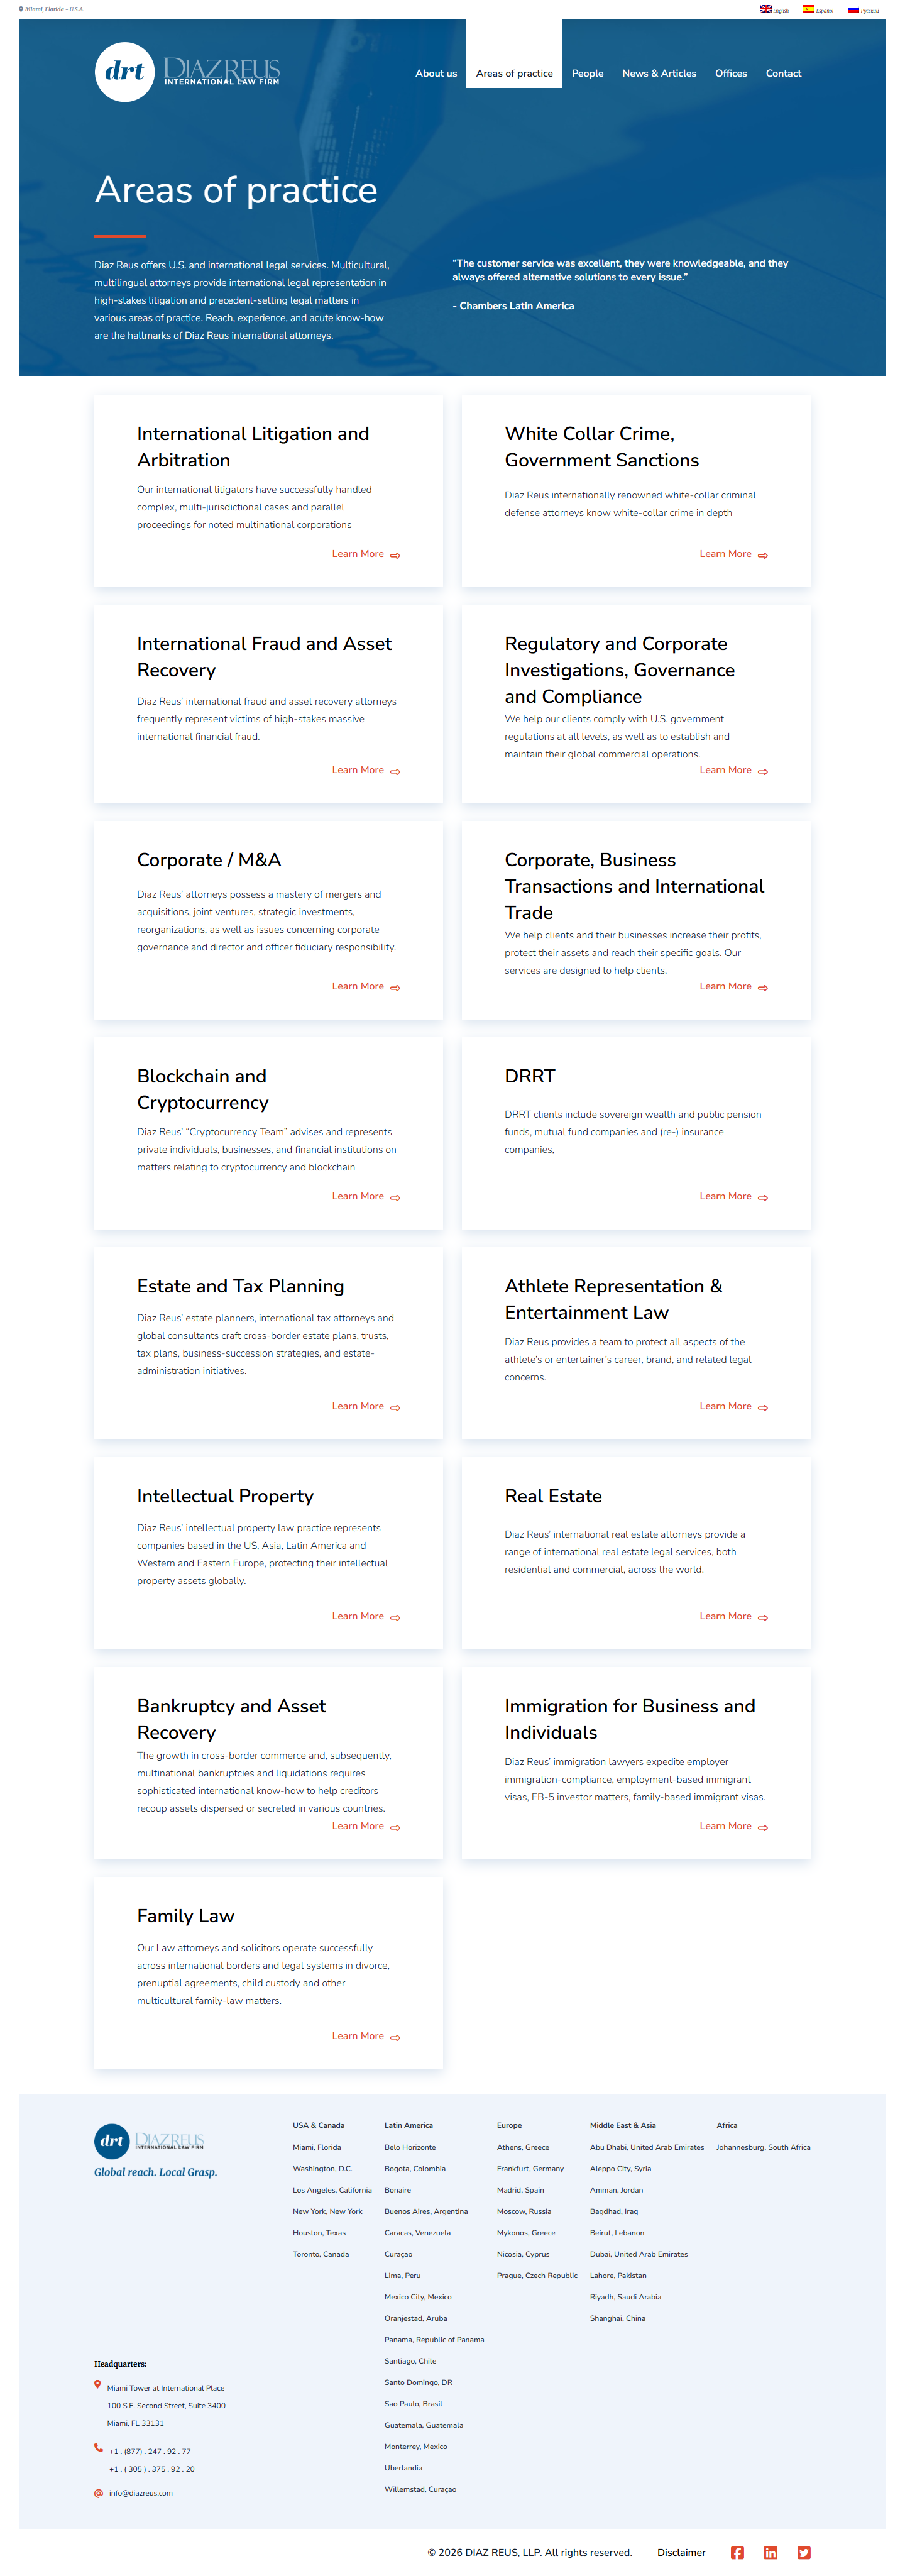 Miami, Florida - U.S.A.
English Español Русский
drt DIAZREUS
INTERNATIONAL LAW FIRM
About us Areas of practice People News & Articles Offices Contact
Areas of practice
Diaz Reus offers U.S. and international legal services. Multicultural,
multilingual attorneys provide international legal representation in
high-stakes litigation and precedent-setting legal matters in
various areas of practice. Reach, experience, and acute know-how
are the hallmarks of Diaz Reus international attorneys.
"The customer service was excellent, they were knowledgeable, and they
always offered alternative solutions to every issue."
- Chambers Latin America
International Litigation and
Arbitration
Our international litigators have successfully handled
complex, multi-jurisdictional cases and parallel
proceedings for noted multinational corporations
Learn More
White Collar Crime,
Government Sanctions
Diaz Reus internationally renowned white-collar criminal
defense attorneys know white-collar crime in depth
Learn More
International Fraud and Asset
Recovery
Diaz Reus' international fraud and asset recovery attorneys
frequently represent victims of high-stakes massive
international financial fraud.
Learn More
Regulatory and Corporate
Investigations, Governance
and Compliance
We help our clients comply with U.S. government
regulations at all levels, as well as to establish and
maintain their global commercial operations.
Learn More
Corporate / M&A
Diaz Reus' attorneys possess a mastery of mergers and
acquisitions, joint ventures, strategic investments,
reorganizations, as well as issues concerning corporate
governance and director and officer fiduciary responsibility.
Learn More
Corporate, Business
Transactions and International
Trade
We help clients and their businesses increase their profits,
protect their assets and reach their specific goals. Our
services are designed to help clients.
Learn More
Blockchain and
Cryptocurrency
Diaz Reus' "Cryptocurrency Team" advises and represents
private individuals, businesses, and financial institutions on
matters relating to cryptocurrency and blockchain
Learn More
DRRT
DRRT clients include sovereign wealth and public pension
funds, mutual fund companies and (re-) insurance
companies,
Learn More
Estate and Tax Planning
Diaz Reus' estate planners, international tax attorneys and
global consultants craft cross-border estate plans, trusts,
tax plans, business-succession strategies, and estate-
administration initiatives.
Learn More
Athlete Representation &
Entertainment Law
Diaz Reus provides a team to protect all aspects of the
athlete's or entertainer's career, brand, and related legal
concerns.
Learn More
Intellectual Property
Diaz Reus' intellectual property law practice represents
companies based in the US, Asia, Latin America and
Western and Eastern Europe, protecting their intellectual
property assets globally.
Learn More
Real Estate
Diaz Reus' international real estate attorneys provide a
range of international real estate legal services, both
residential and commercial, across the world.
Learn More
Bankruptcy and Asset
Recovery
The growth in cross-border commerce and, subsequently,
multinational bankruptcies and liquidations requires
sophisticated international know-how to help creditors
recoup assets dispersed or secreted in various countries.
Learn More
Immigration for Business and
Individuals
Diaz Reus' immigration lawyers expedite employer
immigration-compliance, employment-based immigrant
visas, EB-5 investor matters, family-based immigrant visas.
Learn More
Family Law
Our Law attorneys and solicitors operate successfully
across international borders and legal systems in divorce,
prenuptial agreements, child custody and other
multicultural family-law matters.
Learn More
drt DIAZREUS
INTERNATIONAL LAW FIRM
Global reach. Local Grasp.
Headquarters:
Miami Tower at International Place
100 S.E. Second Street, Suite 3400
Miami, FL 33131
+1 . (877) . 247 . 92 . 77
+1 . ( 305 ) . 375 . 92 . 20
info@diazreus.com
USA & Canada
Miami, Florida
Washington, D.C.
Los Angeles, California
New York, New York
Houston, Texas
Toronto, Canada
Latin America
Belo Horizonte
Bogota, Colombia
Bonaire
Buenos Aires, Argentina
Caracas, Venezuela
Curaçao
Lima, Peru
Mexico City, Mexico
Oranjestad, Aruba
Panama, Republic of Panama
Santiago, Chile
Santo Domingo, DR
Sao Paulo, Brasil
Guatemala, Guatemala
Monterrey, Mexico
Uberlandia
Willemstad, Curaçao
Europe
Athens, Greece
Frankfurt, Germany
Madrid, Spain
Moscow, Russia
Mykonos, Greece
Nicosia, Cyprus
Prague, Czech Republic
Middle East & Asia
Abu Dhabi, United Arab Emirates
Aleppo City, Syria
Amman, Jordan
Bagdhad, Iraq
Beirut, Lebanon
Dubai, United Arab Emirates
Lahore, Pakistan
Riyadh, Saudi Arabia
Shanghai, China
Africa
Johannesburg, South Africa
© 2026 DIAZ REUS, LLP. All rights reserved. Disclaimer